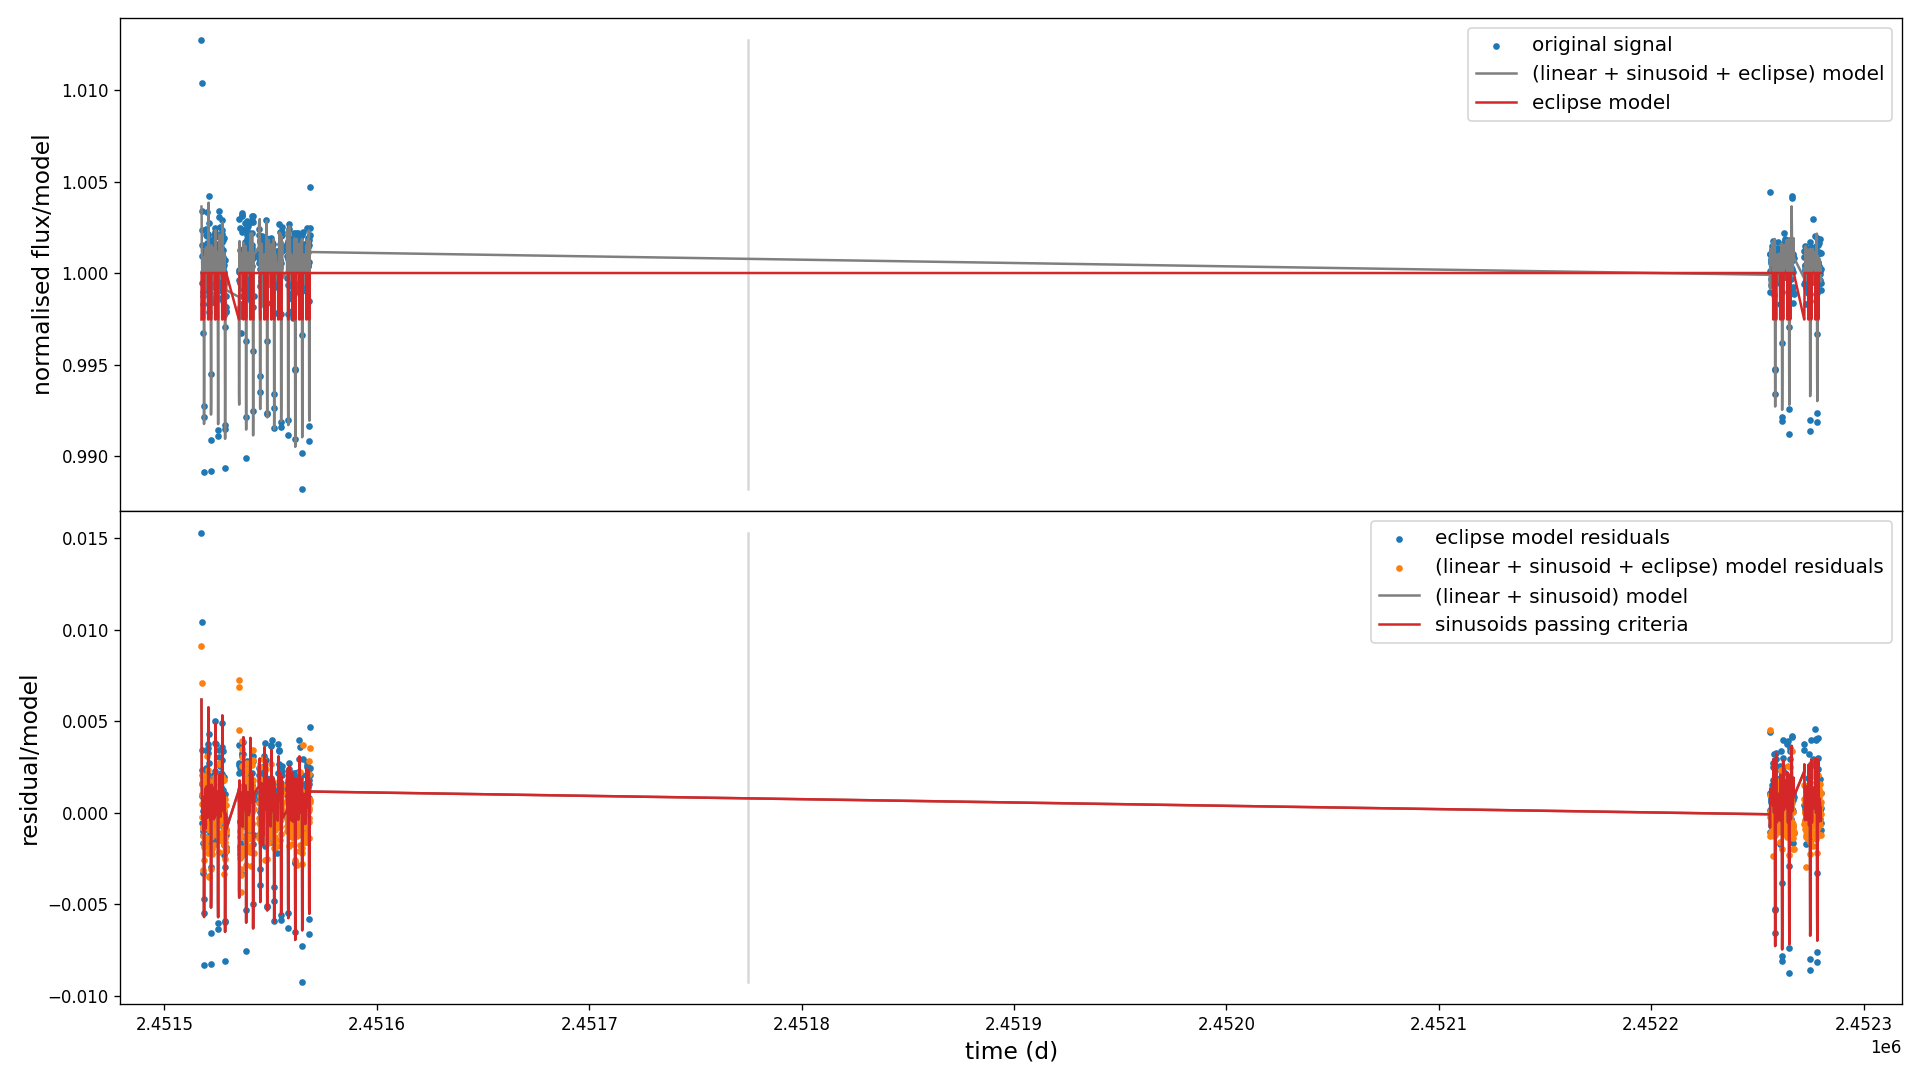 original signal
(linear + sinusoid + eclipse) model
eclipse model
1.010
1.005
1.000
0.995
0.990
normalised flux/model
eclipse model residuals
(linear + sinusoid + eclipse) model residuals
(linear + sinusoid) model
sinusoids passing criteria
0.015
0.010
0.005
0.000
−0.005
−0.010
residual/model
2.4515 2.4516 2.4517 2.4518 2.4519 2.4520 2.4521 2.4522 2.4523
1e6
time (d)